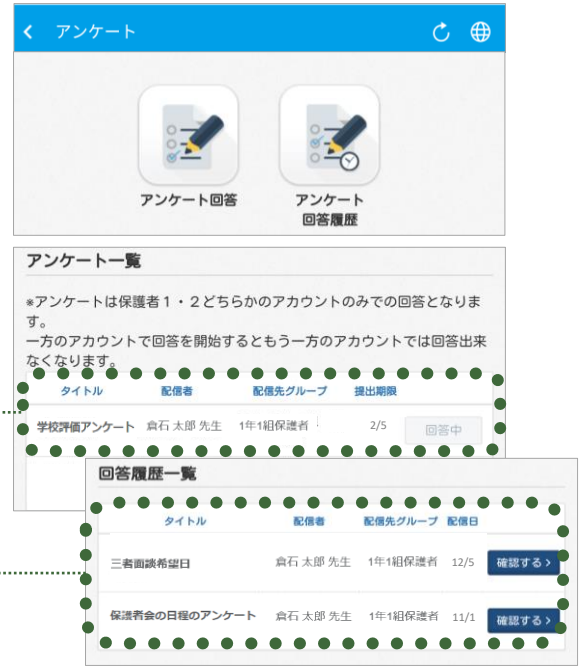 アンケート
アンケート回答
アンケート
回答履歴
アンケート一覧
*アンケートは保護者1・2どちらかのアカウントのみでの回答となりま
す。
一方のアカウントで回答を開始するともう一方のアカウントでは回答出来
なくなります。
タイトル 配信者 配信先グループ 提出期限
学校評価アンケート 倉石 太郎 先生 1年1組保護者 2/5 回答中
回答履歴一覧
タイトル 配信者 配信先グループ 配信日
三者面談希望日 倉石 太郎 先生 1年1組保護者 12/5 確認する
保護者会の日程のアンケート 倉石 太郎 先生 1年1組保護者 11/1 確認する